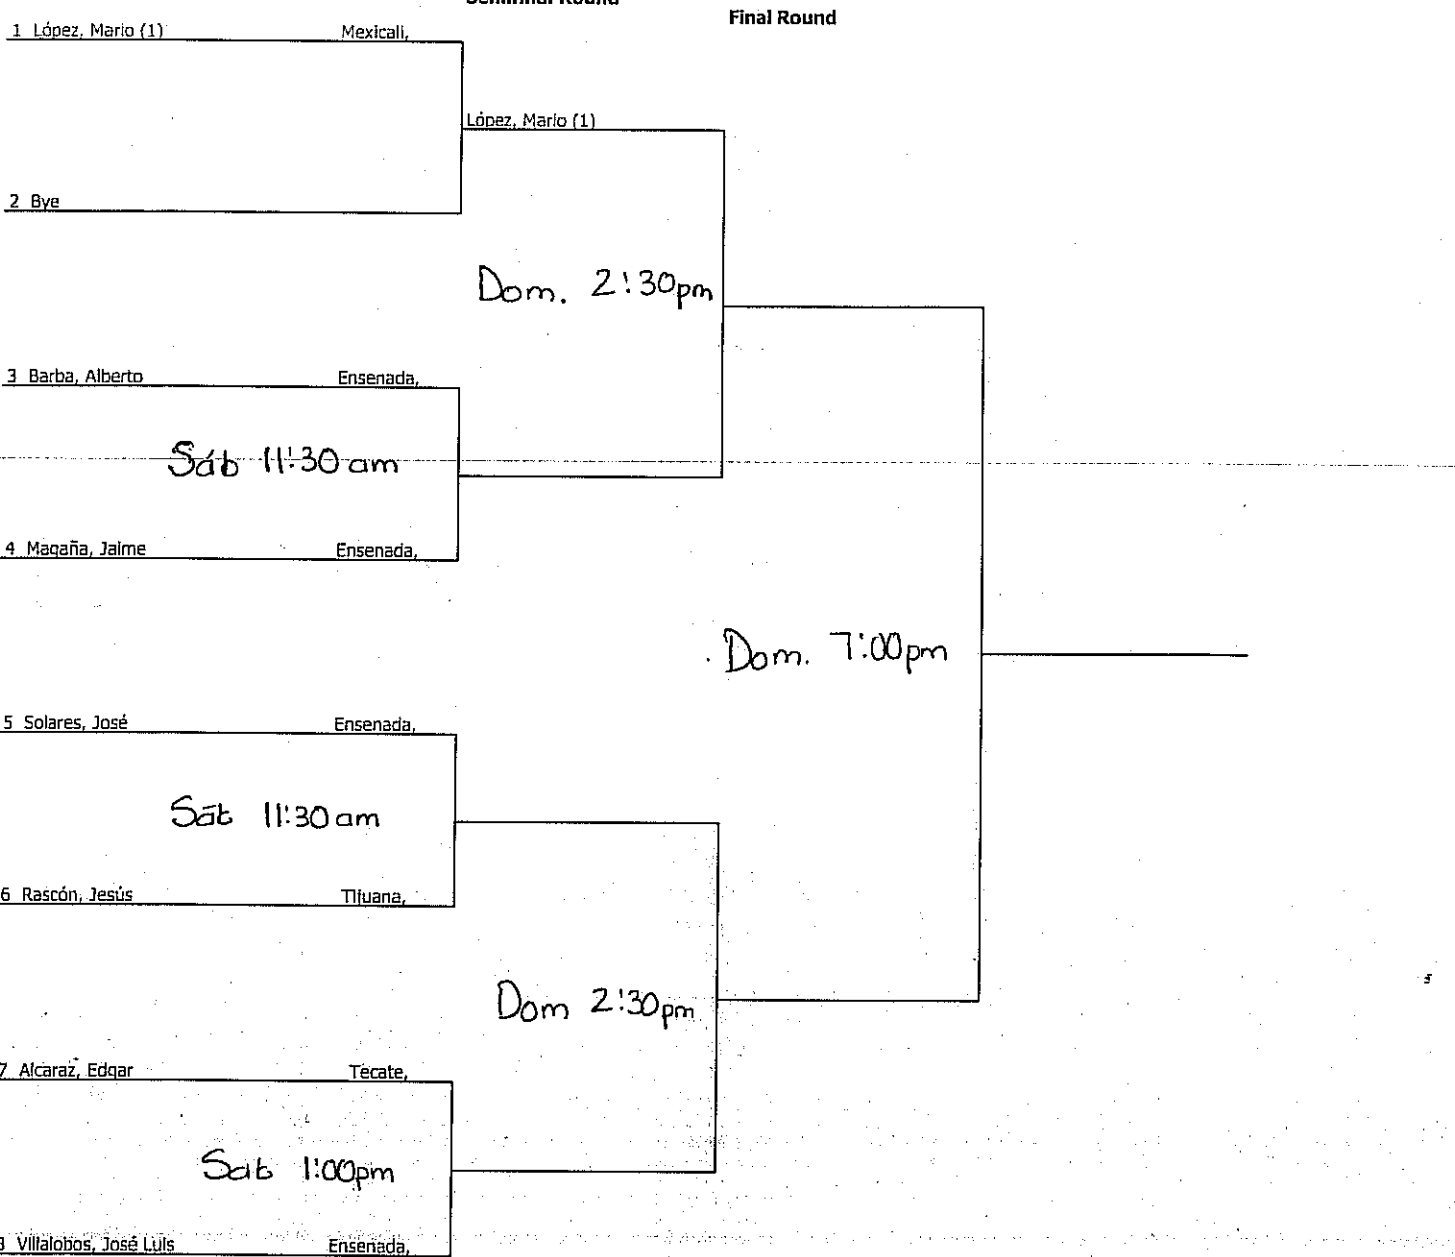 Semifinal Round
Final Round
1 López, Mario (1) Mexicali,
López, Mario (1)
2 Bye
Dom. 2:30pm
3 Barba, Alberto Ensenada,
Sáb 11:30 am
4 Magaña, Jaime Ensenada,
Dom. 7:00pm
5 Solares, José Ensenada,
Sáb 11:30 am
6 Rascón, Jesús Tijuana,
Dom 2:30pm
7 Alcaraz, Edgar Tecate,
Sab 1:00pm
8 Villalobos, José Luis Ensenada,